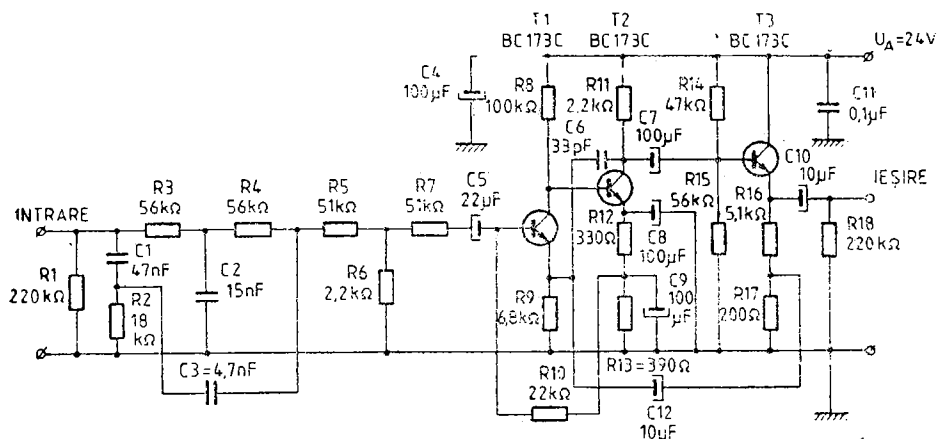 T1 T2 T3
BC173C BC173C BC173C
UA=24V
C4
100µF
R8
100kΩ
R11
2,2kΩ
C6
33pF
C7
100µF
R14
47kΩ
C11
0,1µF
C10
10µF
IEŞIRE
INTRARE
R3
56kΩ
R4
56kΩ
R5
51kΩ
R7
51kΩ
C5
22µF
R12
330Ω
C8
100µF
R15
56kΩ
R16
5,1kΩ
R18
220kΩ
R1
220kΩ
C1
47nF
R2
18
kΩ
C2
15nF
R6
2,2kΩ
R9
6,8kΩ
C9
100
µF
R17
200Ω
C3=4,7nF
R10
22kΩ
R13=390Ω
C12
10µF